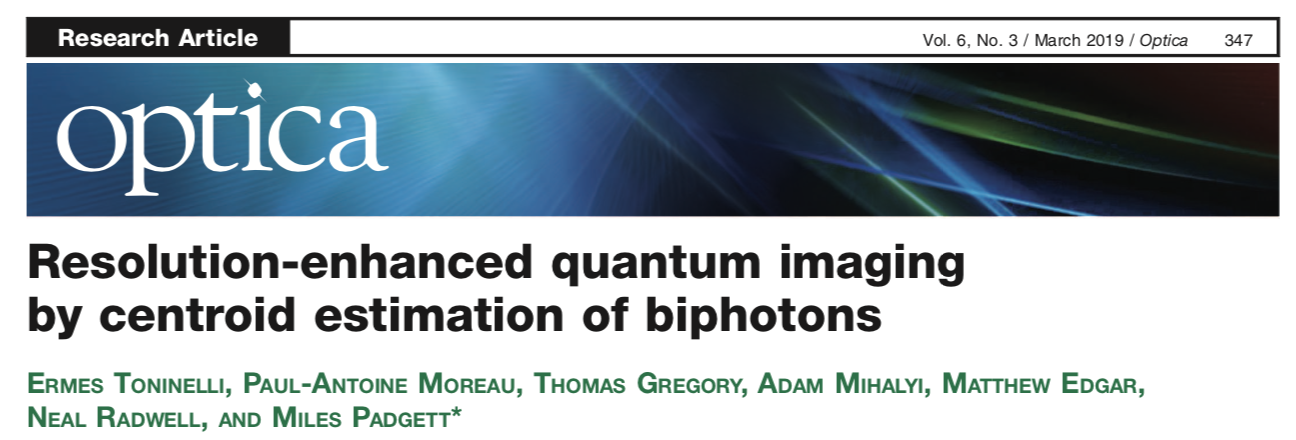 Research Article
Vol. 6, No. 3 / March 2019 / Optica 347
optica
Resolution-enhanced quantum imaging
by centroid estimation of biphotons
Ermes Toninelli, Paul-Antoine Moreau, Thomas Gregory, Adam Mihalyi, Matthew Edgar,
Neal Radwell, and Miles Padgett*